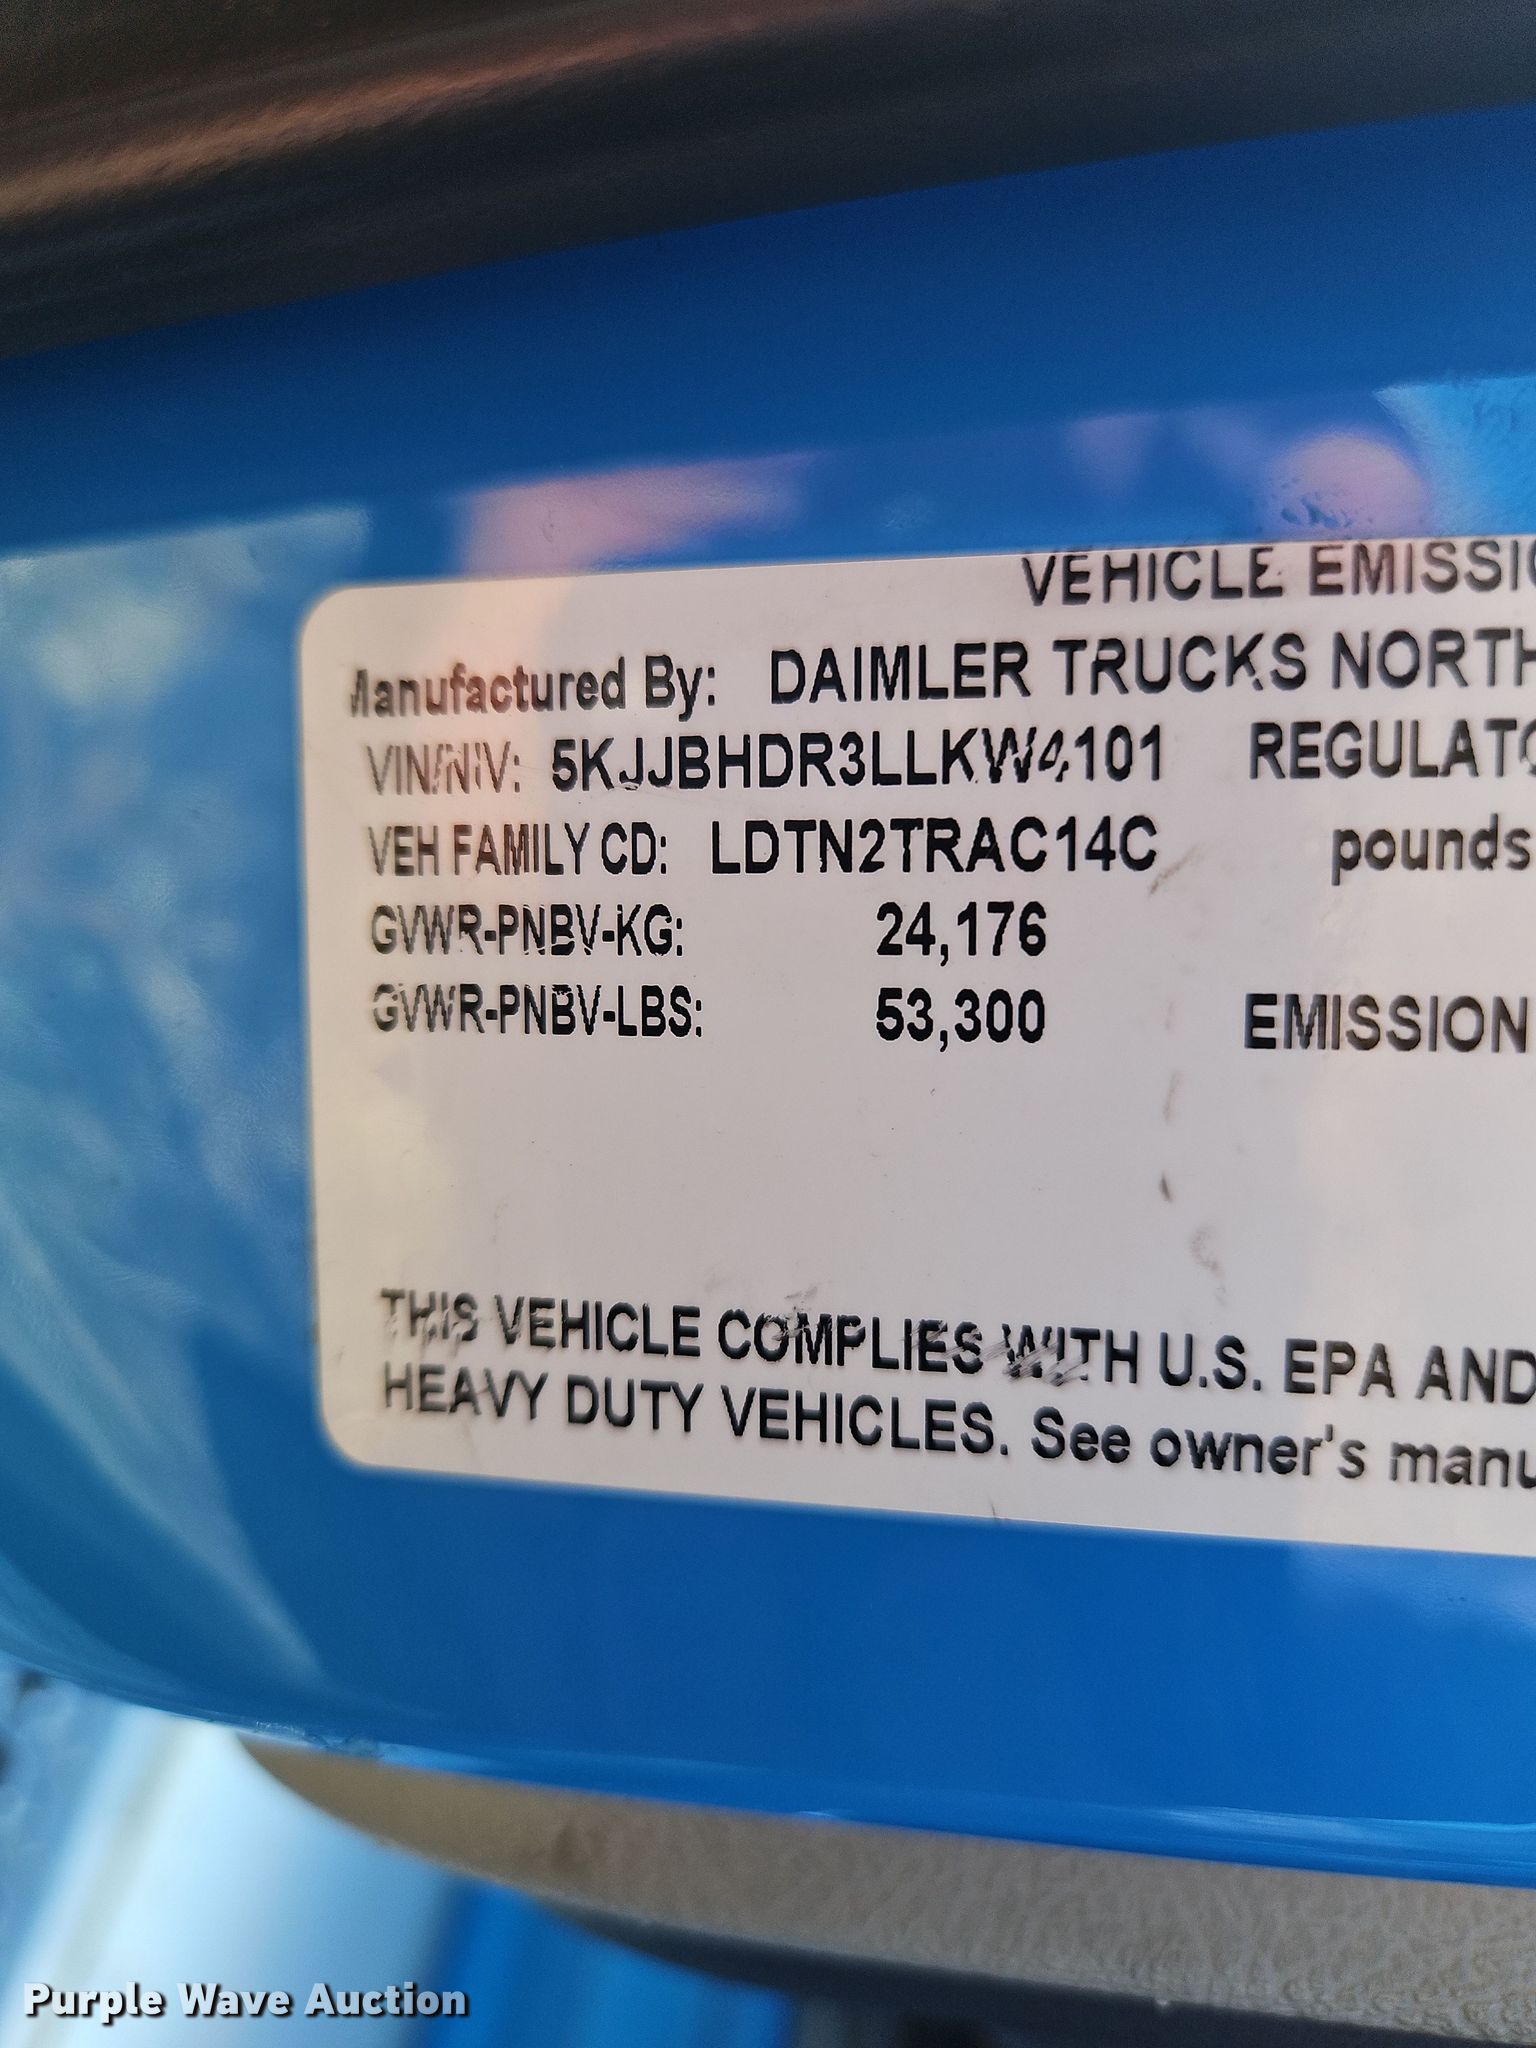 VEHICLE EMISSIO
Manufactured By: DAIMLER TRUCKS NORTH
VIN/NIV: 5KJJBHDR3LLKW4101 REGULATO
VEH FAMILY CD: LDTN2TRAC14C pounds
GVWR-PNBV-KG: 24,176
GVWR-PNBV-LBS: 53,300 EMISSION
THIS VEHICLE COMPLIES WITH U.S. EPA AND
HEAVY DUTY VEHICLES. See owner's manu
Purple Wave Auction